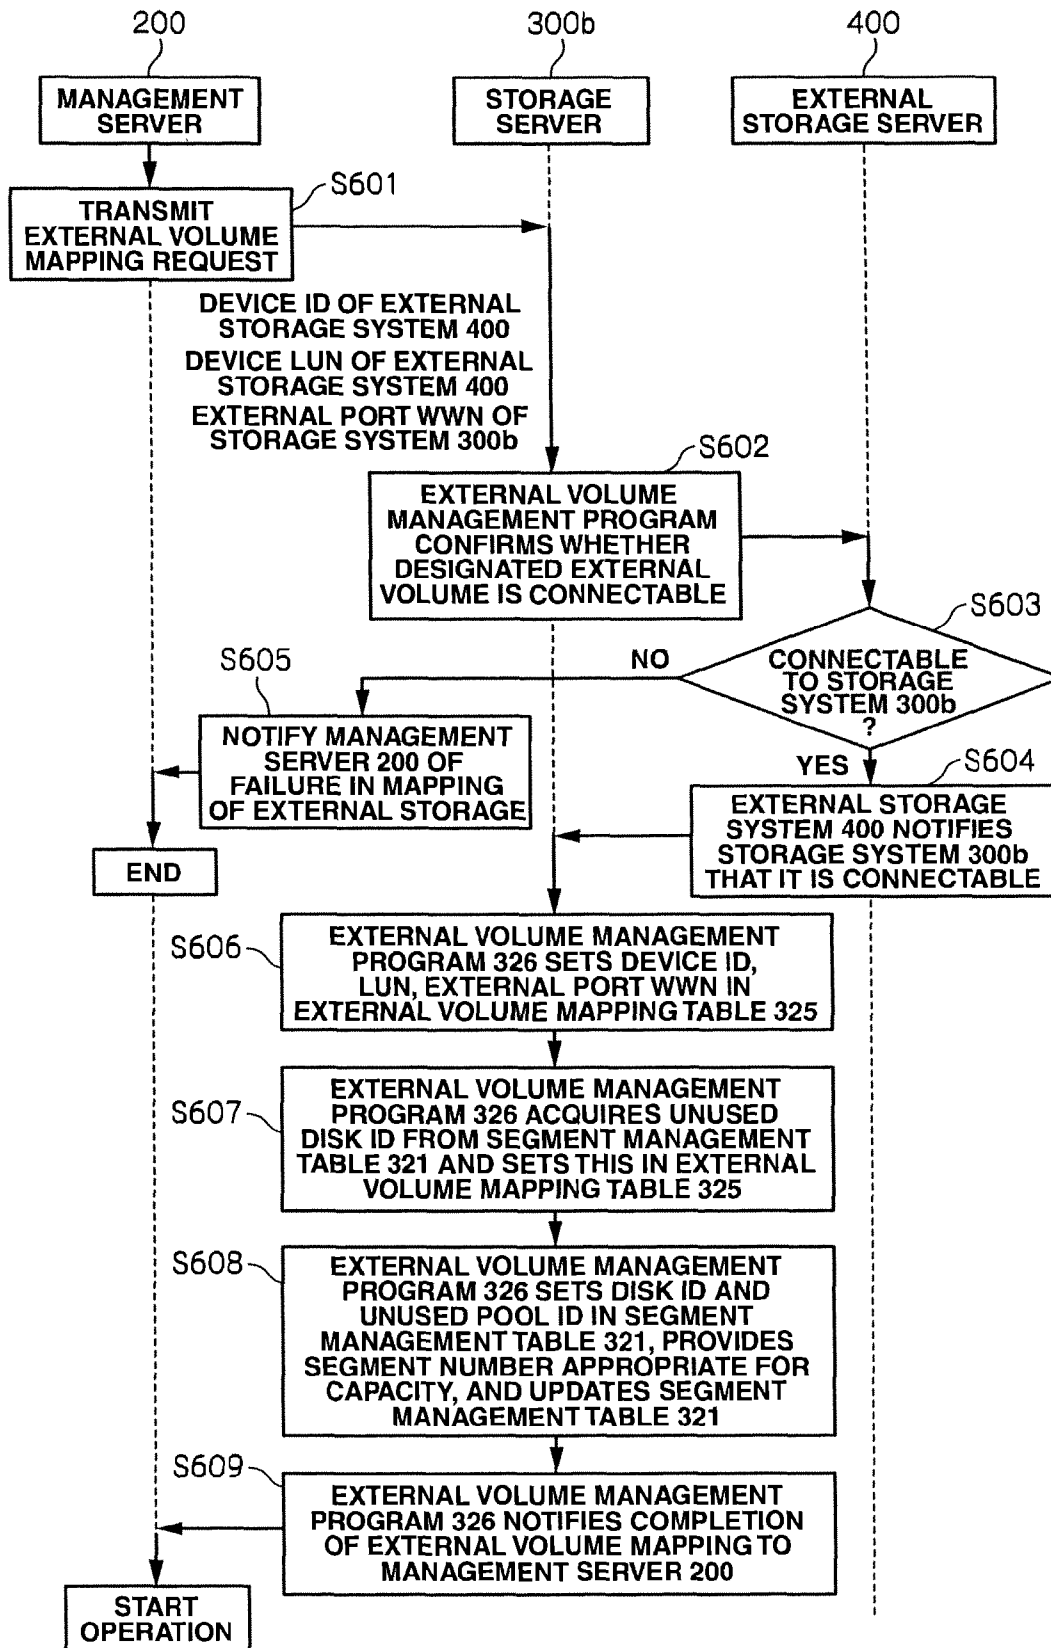 200
300b
400
MANAGEMENT
SERVER
STORAGE
SERVER
EXTERNAL
STORAGE SERVER
S601
TRANSMIT
EXTERNAL VOLUME
MAPPING REQUEST
DEVICE ID OF EXTERNAL
STORAGE SYSTEM 400
DEVICE LUN OF EXTERNAL
STORAGE SYSTEM 400
EXTERNAL PORT WWN OF
STORAGE SYSTEM 300b
S602
EXTERNAL VOLUME
MANAGEMENT PROGRAM
CONFIRMS WHETHER
DESIGNATED EXTERNAL
VOLUME IS CONNECTABLE
S603
CONNECTABLE
TO STORAGE
SYSTEM 300b
?
NO
YES
S605
NOTIFY MANAGEMENT
SERVER 200 OF
FAILURE IN MAPPING
OF EXTERNAL STORAGE
S604
EXTERNAL STORAGE
SYSTEM 400 NOTIFIES
STORAGE SYSTEM 300b
THAT IT IS CONNECTABLE
END
S606
EXTERNAL VOLUME MANAGEMENT
PROGRAM 326 SETS DEVICE ID,
LUN, EXTERNAL PORT WWN IN
EXTERNAL VOLUME MAPPING TABLE 325
S607
EXTERNAL VOLUME MANAGEMENT
PROGRAM 326 ACQUIRES UNUSED
DISK ID FROM SEGMENT MANAGEMENT
TABLE 321 AND SETS THIS IN EXTERNAL
VOLUME MAPPING TABLE 325
S608
EXTERNAL VOLUME MANAGEMENT
PROGRAM 326 SETS DISK ID AND
UNUSED POOL ID IN SEGMENT
MANAGEMENT TABLE 321, PROVIDES
SEGMENT NUMBER APPROPRIATE FOR
CAPACITY, AND UPDATES SEGMENT
MANAGEMENT TABLE 321
S609
EXTERNAL VOLUME MANAGEMENT
PROGRAM 326 NOTIFIES COMPLETION
OF EXTERNAL VOLUME MAPPING TO
MANAGEMENT SERVER 200
START
OPERATION